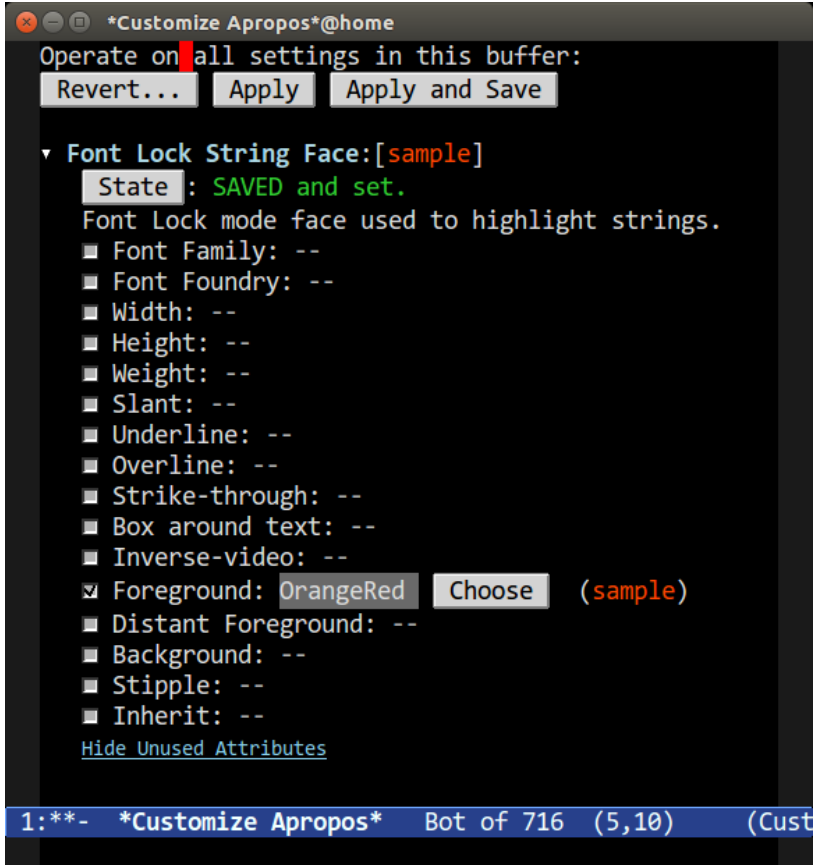 *Customize Apropos*@home
Operate on all settings in this buffer:
Revert... Apply Apply and Save
Font Lock String Face:[sample]
State : SAVED and set.
Font Lock mode face used to highlight strings.
Font Family: --
Font Foundry: --
Width: --
Height: --
Weight: --
Slant: --
Underline: --
Overline: --
Strike-through: --
Box around text: --
Inverse-video: --
Foreground: OrangeRed Choose (sample)
Distant Foreground: --
Background: --
Stipple: --
Inherit: --
Hide Unused Attributes
1:**- *Customize Apropos* Bot of 716 (5,10) (Cust